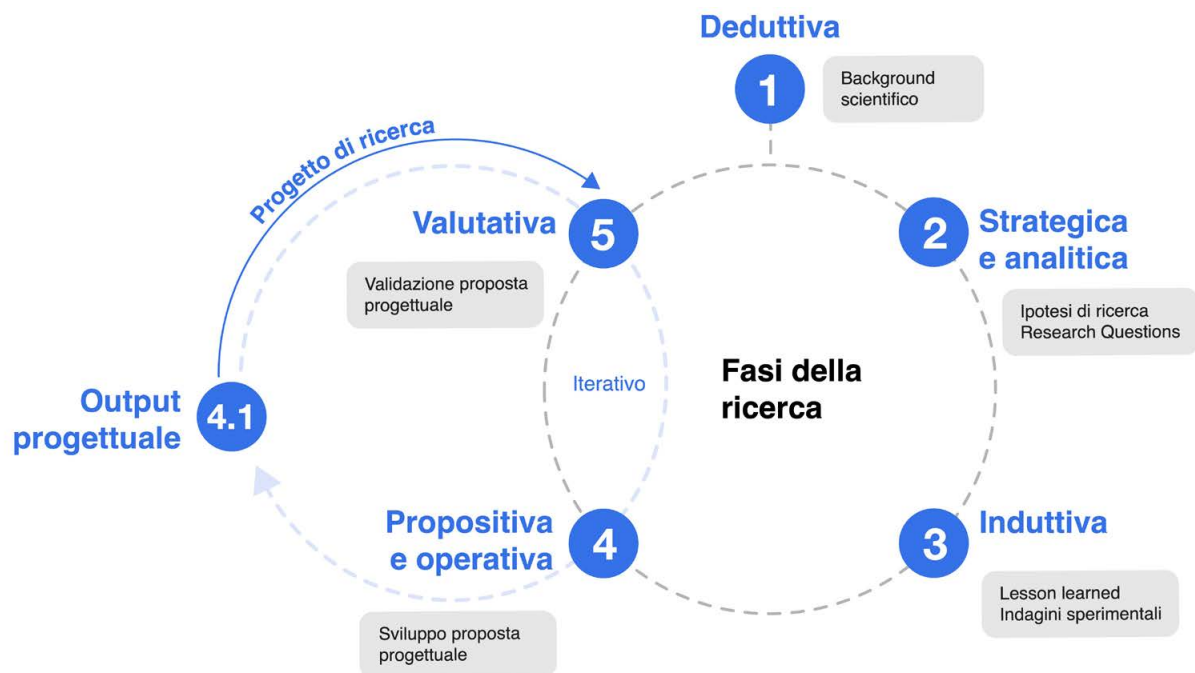 Deduttiva
1
Background
scientifico
2
Strategica
e analitica
Ipotesi di ricerca
Research Questions
3
Induttiva
Lesson learned
Indagini sperimentali
4
Propositiva
e operativa
Sviluppo proposta
progettuale
4.1
Output
progettuale
Progetto di ricerca
5
Valutativa
Validazione proposta
progettuale
Iterativo
Fasi della
ricerca